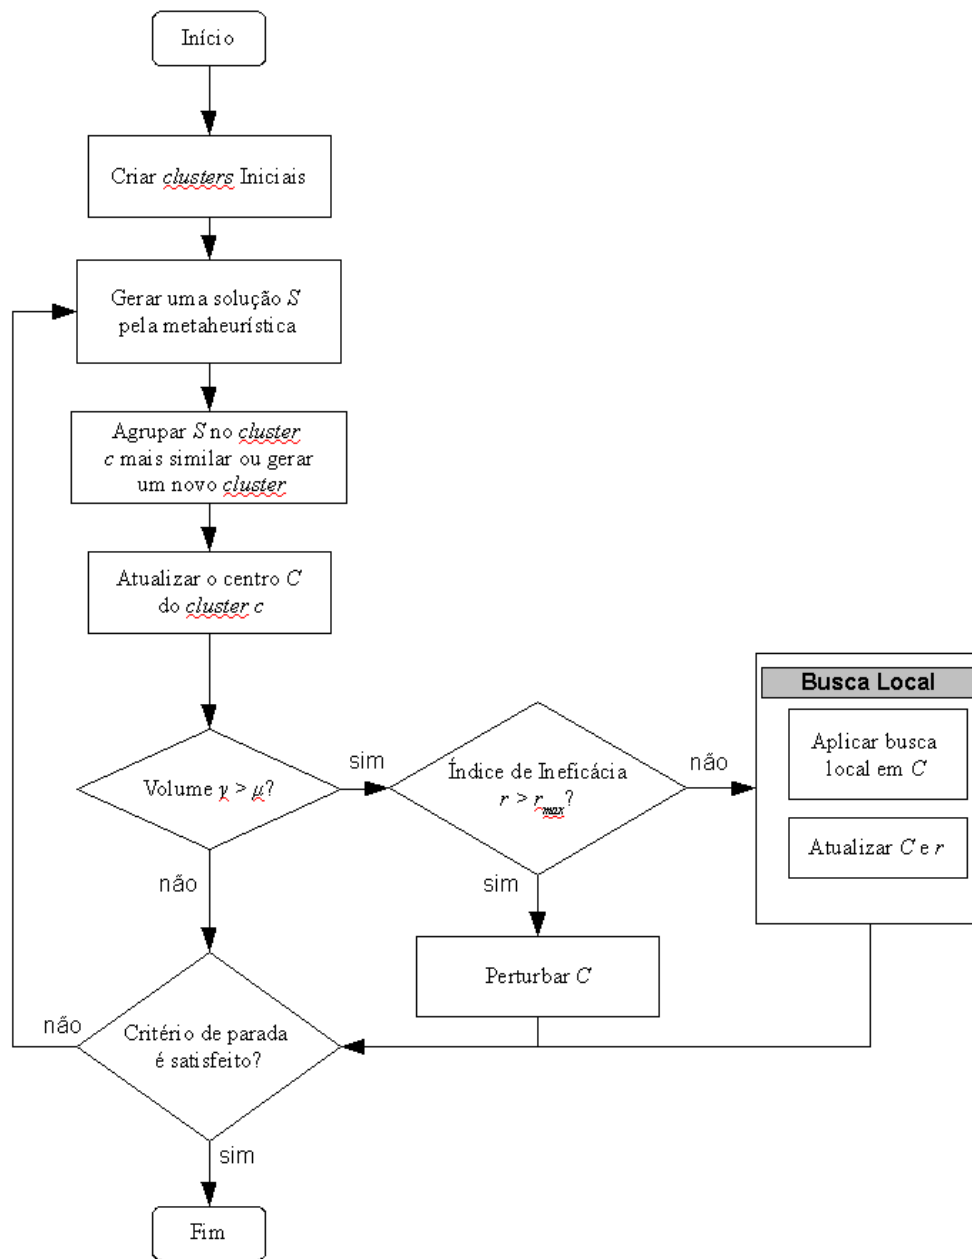 Início
Criar clusters Iniciais
Gerar uma solução S
pela metaheurística
Agrupar S no cluster
c mais similar ou gerar
um novo cluster
Atualizar o centro C
do cluster c
Volume γ > μ?
sim
Índice de Ineficácia
r > rmax?
não
Busca Local
Aplicar busca
local em C
Atualizar C e r
não
sim
Perturbar C
não
Critério de parada
é satisfeito?
sim
Fim